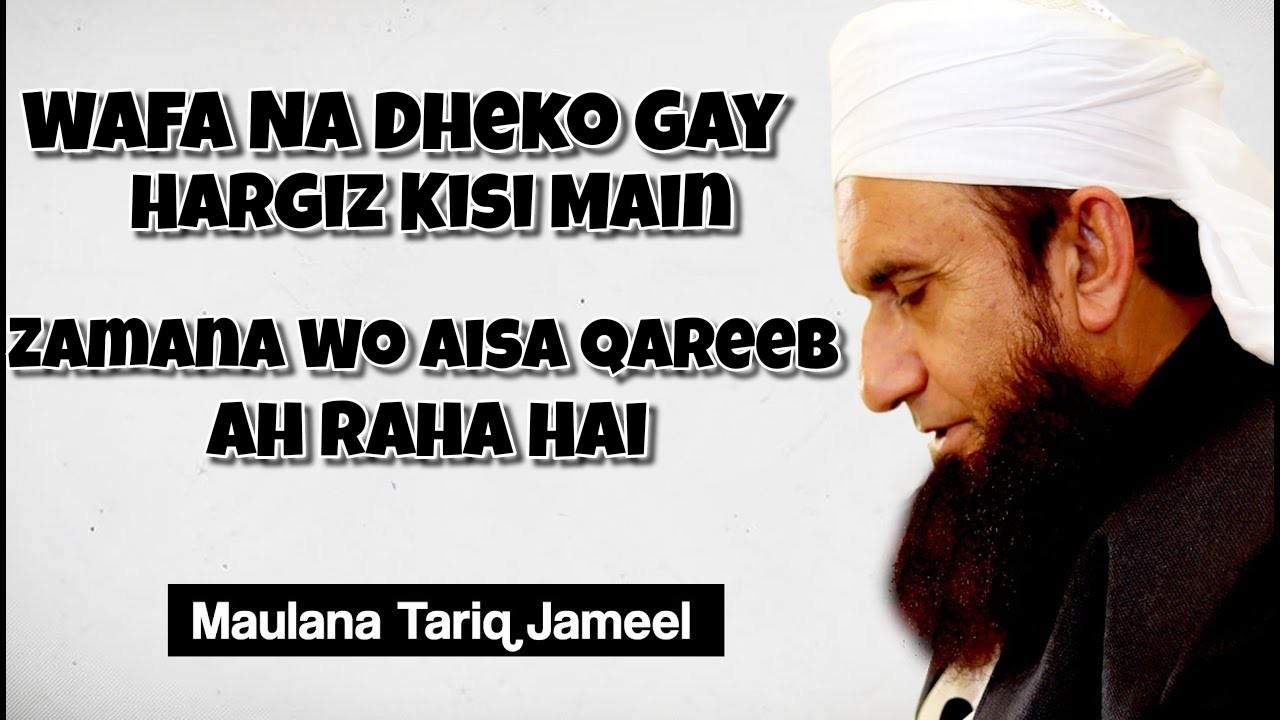 Wafa Na Dheko Gay
Hargiz Kisi Main
Zamana Wo Aisa Qareeb
Ah Raha Hai
Maulana Tariq Jameel